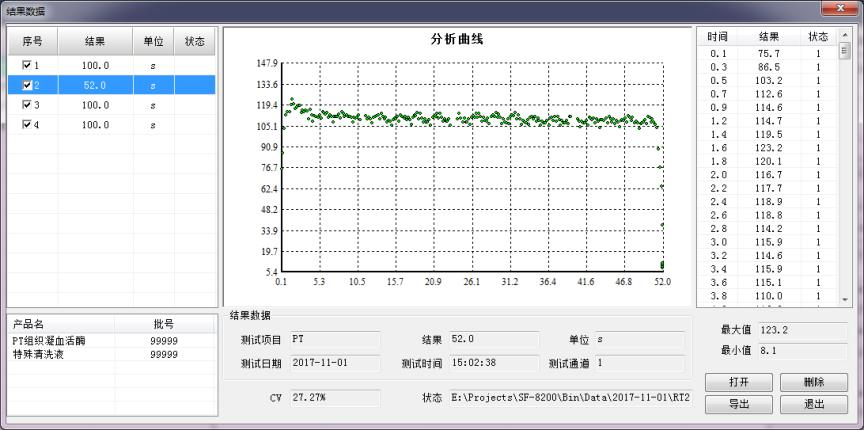 结果数据
序号 结果 单位 状态
1 100.0 s
2 52.0 s
3 100.0 s
4 100.0 s
产品名 批号
PT组织凝血活酶 99999
特殊清洗液 99999
分析曲线
147.9
133.6
119.4
105.1
90.9
76.7
62.4
48.2
33.9
19.7
5.4
0.1 5.3 10.5 15.7 20.9 26.1 31.2 36.4 41.6 46.8 52.0
时间 结果 状态
0.1 75.7 1
0.3 86.5 1
0.5 103.2 1
0.7 112.6 1
0.9 114.6 1
1.2 114.7 1
1.4 119.5 1
1.6 123.2 1
1.8 120.1 1
2.0 116.7 1
2.2 117.7 1
2.4 118.9 1
2.6 118.8 1
2.8 114.2 1
3.0 115.9 1
3.2 114.6 1
3.4 115.9 1
3.6 115.1 1
3.8 110.0 1
结果数据
测试项目 PT 结果 52.0 单位 s
测试日期 2017-11-01 测试时间 15:02:38 测试通道 1
CV 27.27% 状态 E:\Projects\SF-8200\Bin\Data\2017-11-01\RT2
最大值 123.2
最小值 8.1
打开 删除
导出 退出